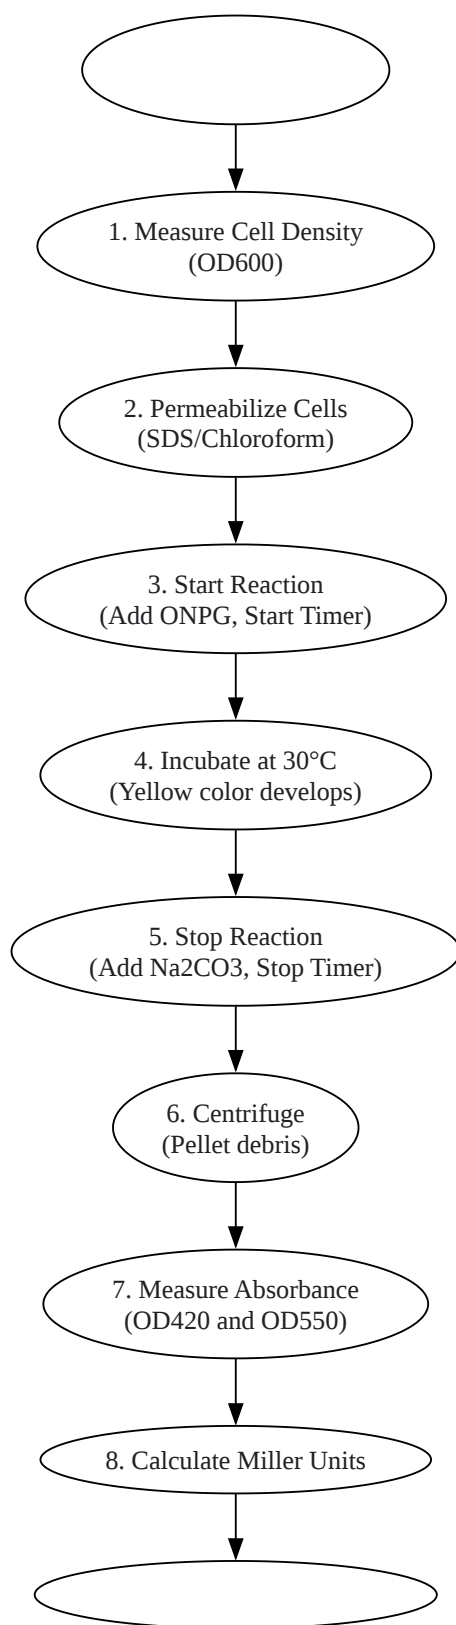 1. Measure Cell Density
(OD600)
2. Permeabilize Cells
(SDS/Chloroform)
3. Start Reaction
(Add ONPG, Start Timer)
4. Incubate at 30°C
(Yellow color develops)
5. Stop Reaction
(Add Na2CO3, Stop Timer)
6. Centrifuge
(Pellet debris)
7. Measure Absorbance
(OD420 and OD550)
8. Calculate Miller Units